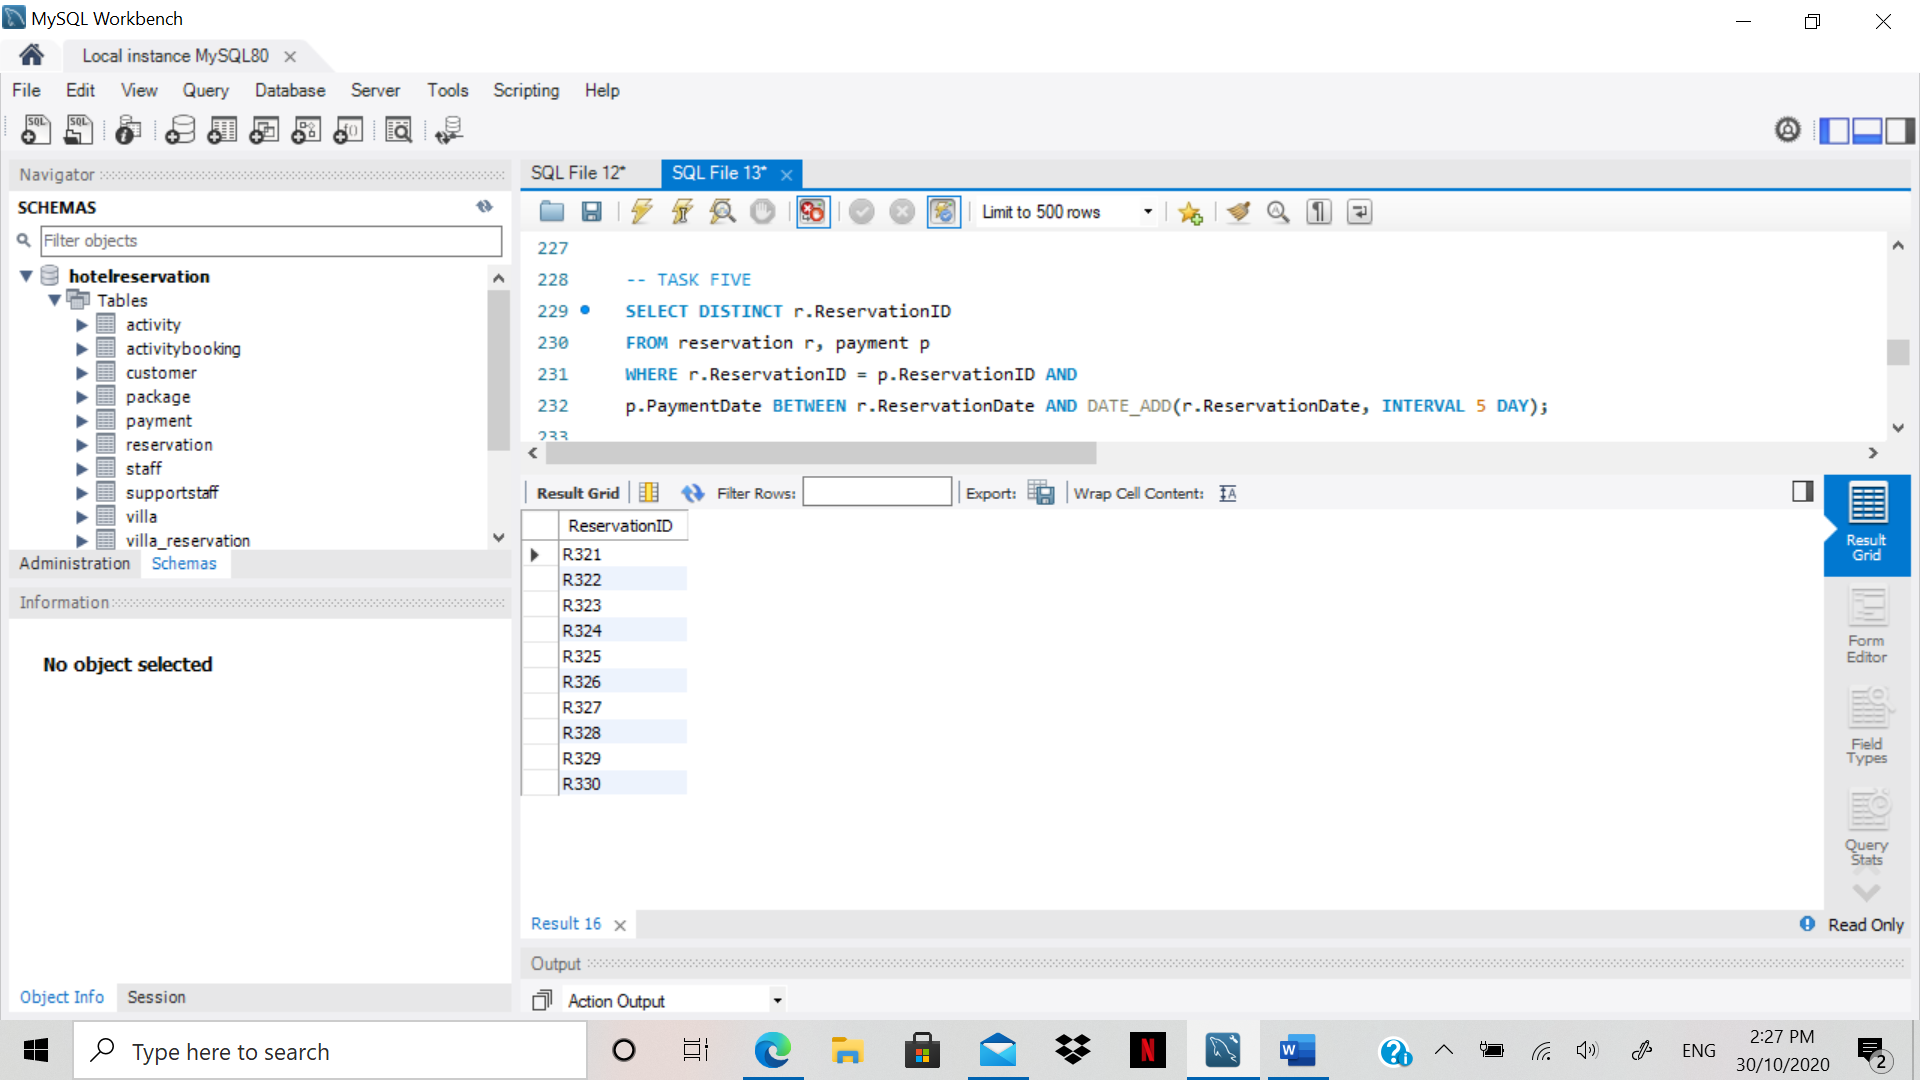 MySQL Workbench
Local instance MySQL80
File Edit View Query Database Server Tools Scripting Help
Navigator
SCHEMAS
Filter objects
hotelreservation
Tables
activity
activitybooking
customer
package
payment
reservation
staff
supportstaff
villa
villa_reservation
Administration Schemas
Information
No object selected
Object Info Session
SQL File 12* SQL File 13*
Limit to 500 rows
227
228 -- TASK FIVE
229 SELECT DISTINCT r.ReservationID
230 FROM reservation r, payment p
231 WHERE r.ReservationID = p.ReservationID AND
232 p.PaymentDate BETWEEN r.ReservationDate AND DATE_ADD(r.ReservationDate, INTERVAL 5 DAY);
233
Result Grid Filter Rows: Export: Wrap Cell Content:
ReservationID
R321
R322
R323
R324
R325
R326
R327
R328
R329
R330
Result
Grid
Form
Editor
Field
Types
Query
Stats
Result 16
Read Only
Output
Action Output
Type here to search
ENG
2:27 PM
30/10/2020
2